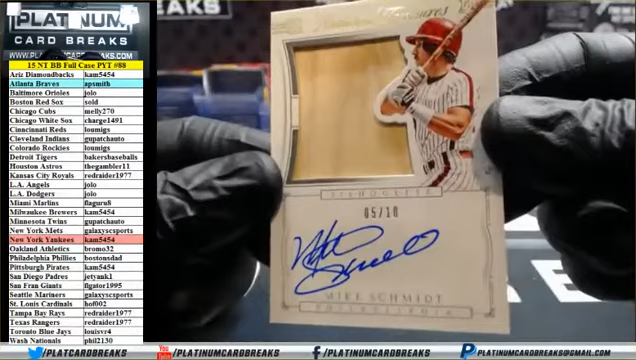 PLATINUM
CARD BREAKS
WWW.PLATINUMCARDBREAKS.COM
15 NT BB Full Case PYT #88
Ariz Diamondbacks kam5454
Atlanta Braves apsmith
Baltimore Orioles jolo
Boston Red Sox sold
Chicago Cubs melly270
Chicago White Sox charge1491
Cincinnect Reds loumigs
Cleveland Indians gupatchauto
Colorado Rockies loumigs
Detroit Tigers bakersbaseballs
Houston Astros thegambler11
Kansas City Royals redraider1977
L.A. Angels jolo
L.A. Dodgers jolo
Miami Marlins flaguru8
Milwaukee Brewers kam5454
Minnesota Twins gupatchauto
New York Mets galaxyscsports
New York Yankees kam5454
Oakland Athletics bromo32
Philadelphia Phillies bostonsdad
Pittsburgh Pirates kam5454
San Diego Padres jetyank1
San Fran Giants flgator1995
Seattle Mariners galaxyscsports
St. Louis Cardinals hof002
Tampa Bay Rays redraider1977
Texas Rangers redraider1977
Toronto Blue Jays louisvr4
Wash Nationals phil2130
Treasures
SILHOUETTE
05/10
MIKE SCHMIDT
PHILADELPHIA
@PLATCARDBREAKS
/PLATINUMCARDBREAKS
/PLATINUMCARDBREAKS
PLATINUMCARDBREAKS@GMAIL.COM